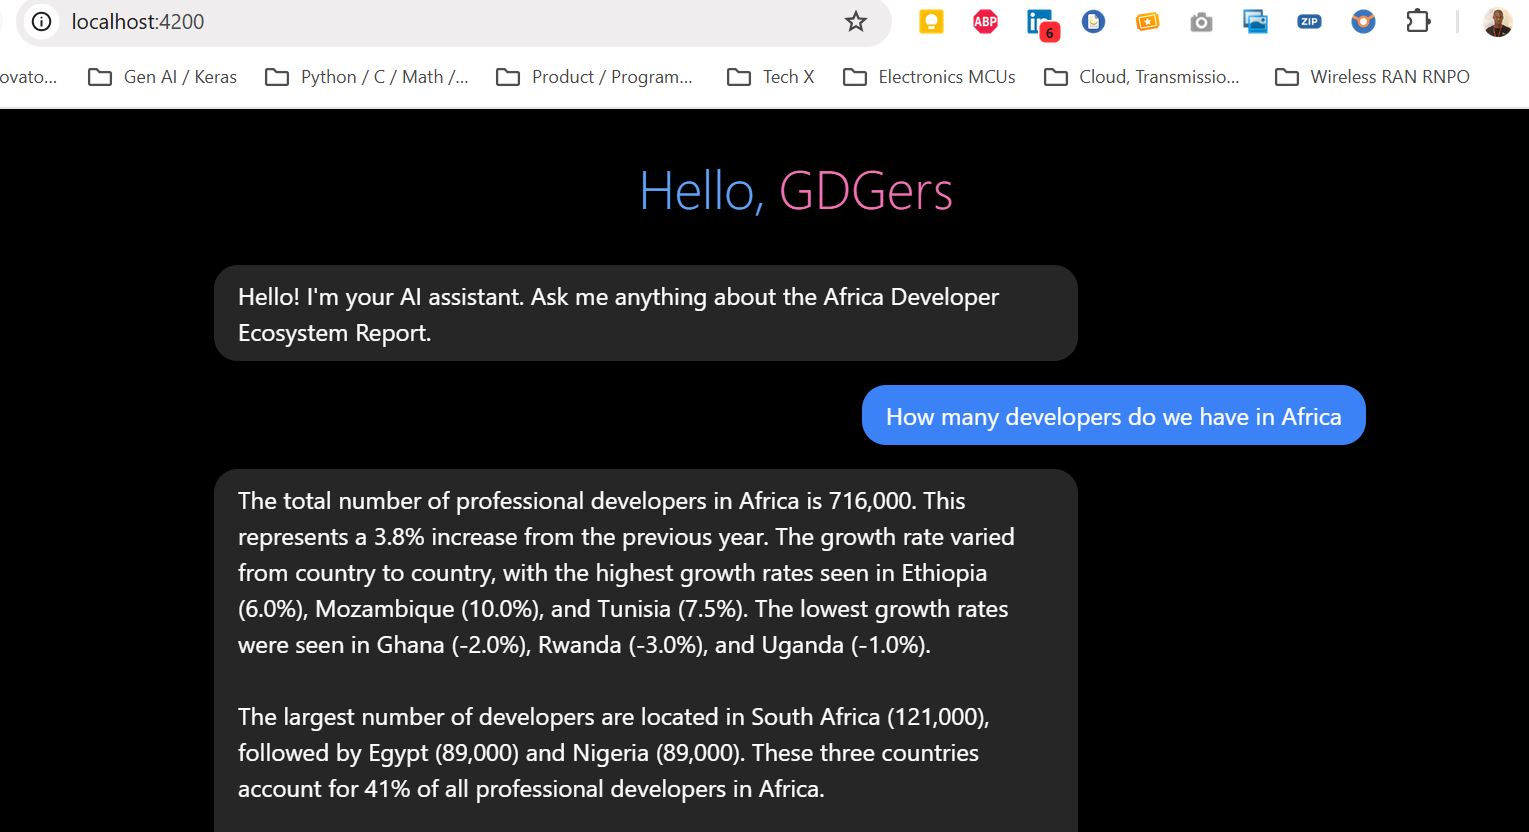 localhost:4200
6
ABP
ZIP
ovato...
Gen AI / Keras
Python / C / Math /...
Product / Program...
Tech X
Electronics MCUs
Cloud, Transmissio...
Wireless RAN RNPO
Hello, GDGers
Hello! I'm your AI assistant. Ask me anything about the Africa Developer
Ecosystem Report.
How many developers do we have in Africa
The total number of professional developers in Africa is 716,000. This
represents a 3.8% increase from the previous year. The growth rate varied
from country to country, with the highest growth rates seen in Ethiopia
(6.0%), Mozambique (10.0%), and Tunisia (7.5%). The lowest growth rates
were seen in Ghana (-2.0%), Rwanda (-3.0%), and Uganda (-1.0%).
The largest number of developers are located in South Africa (121,000),
followed by Egypt (89,000) and Nigeria (89,000). These three countries
account for 41% of all professional developers in Africa.